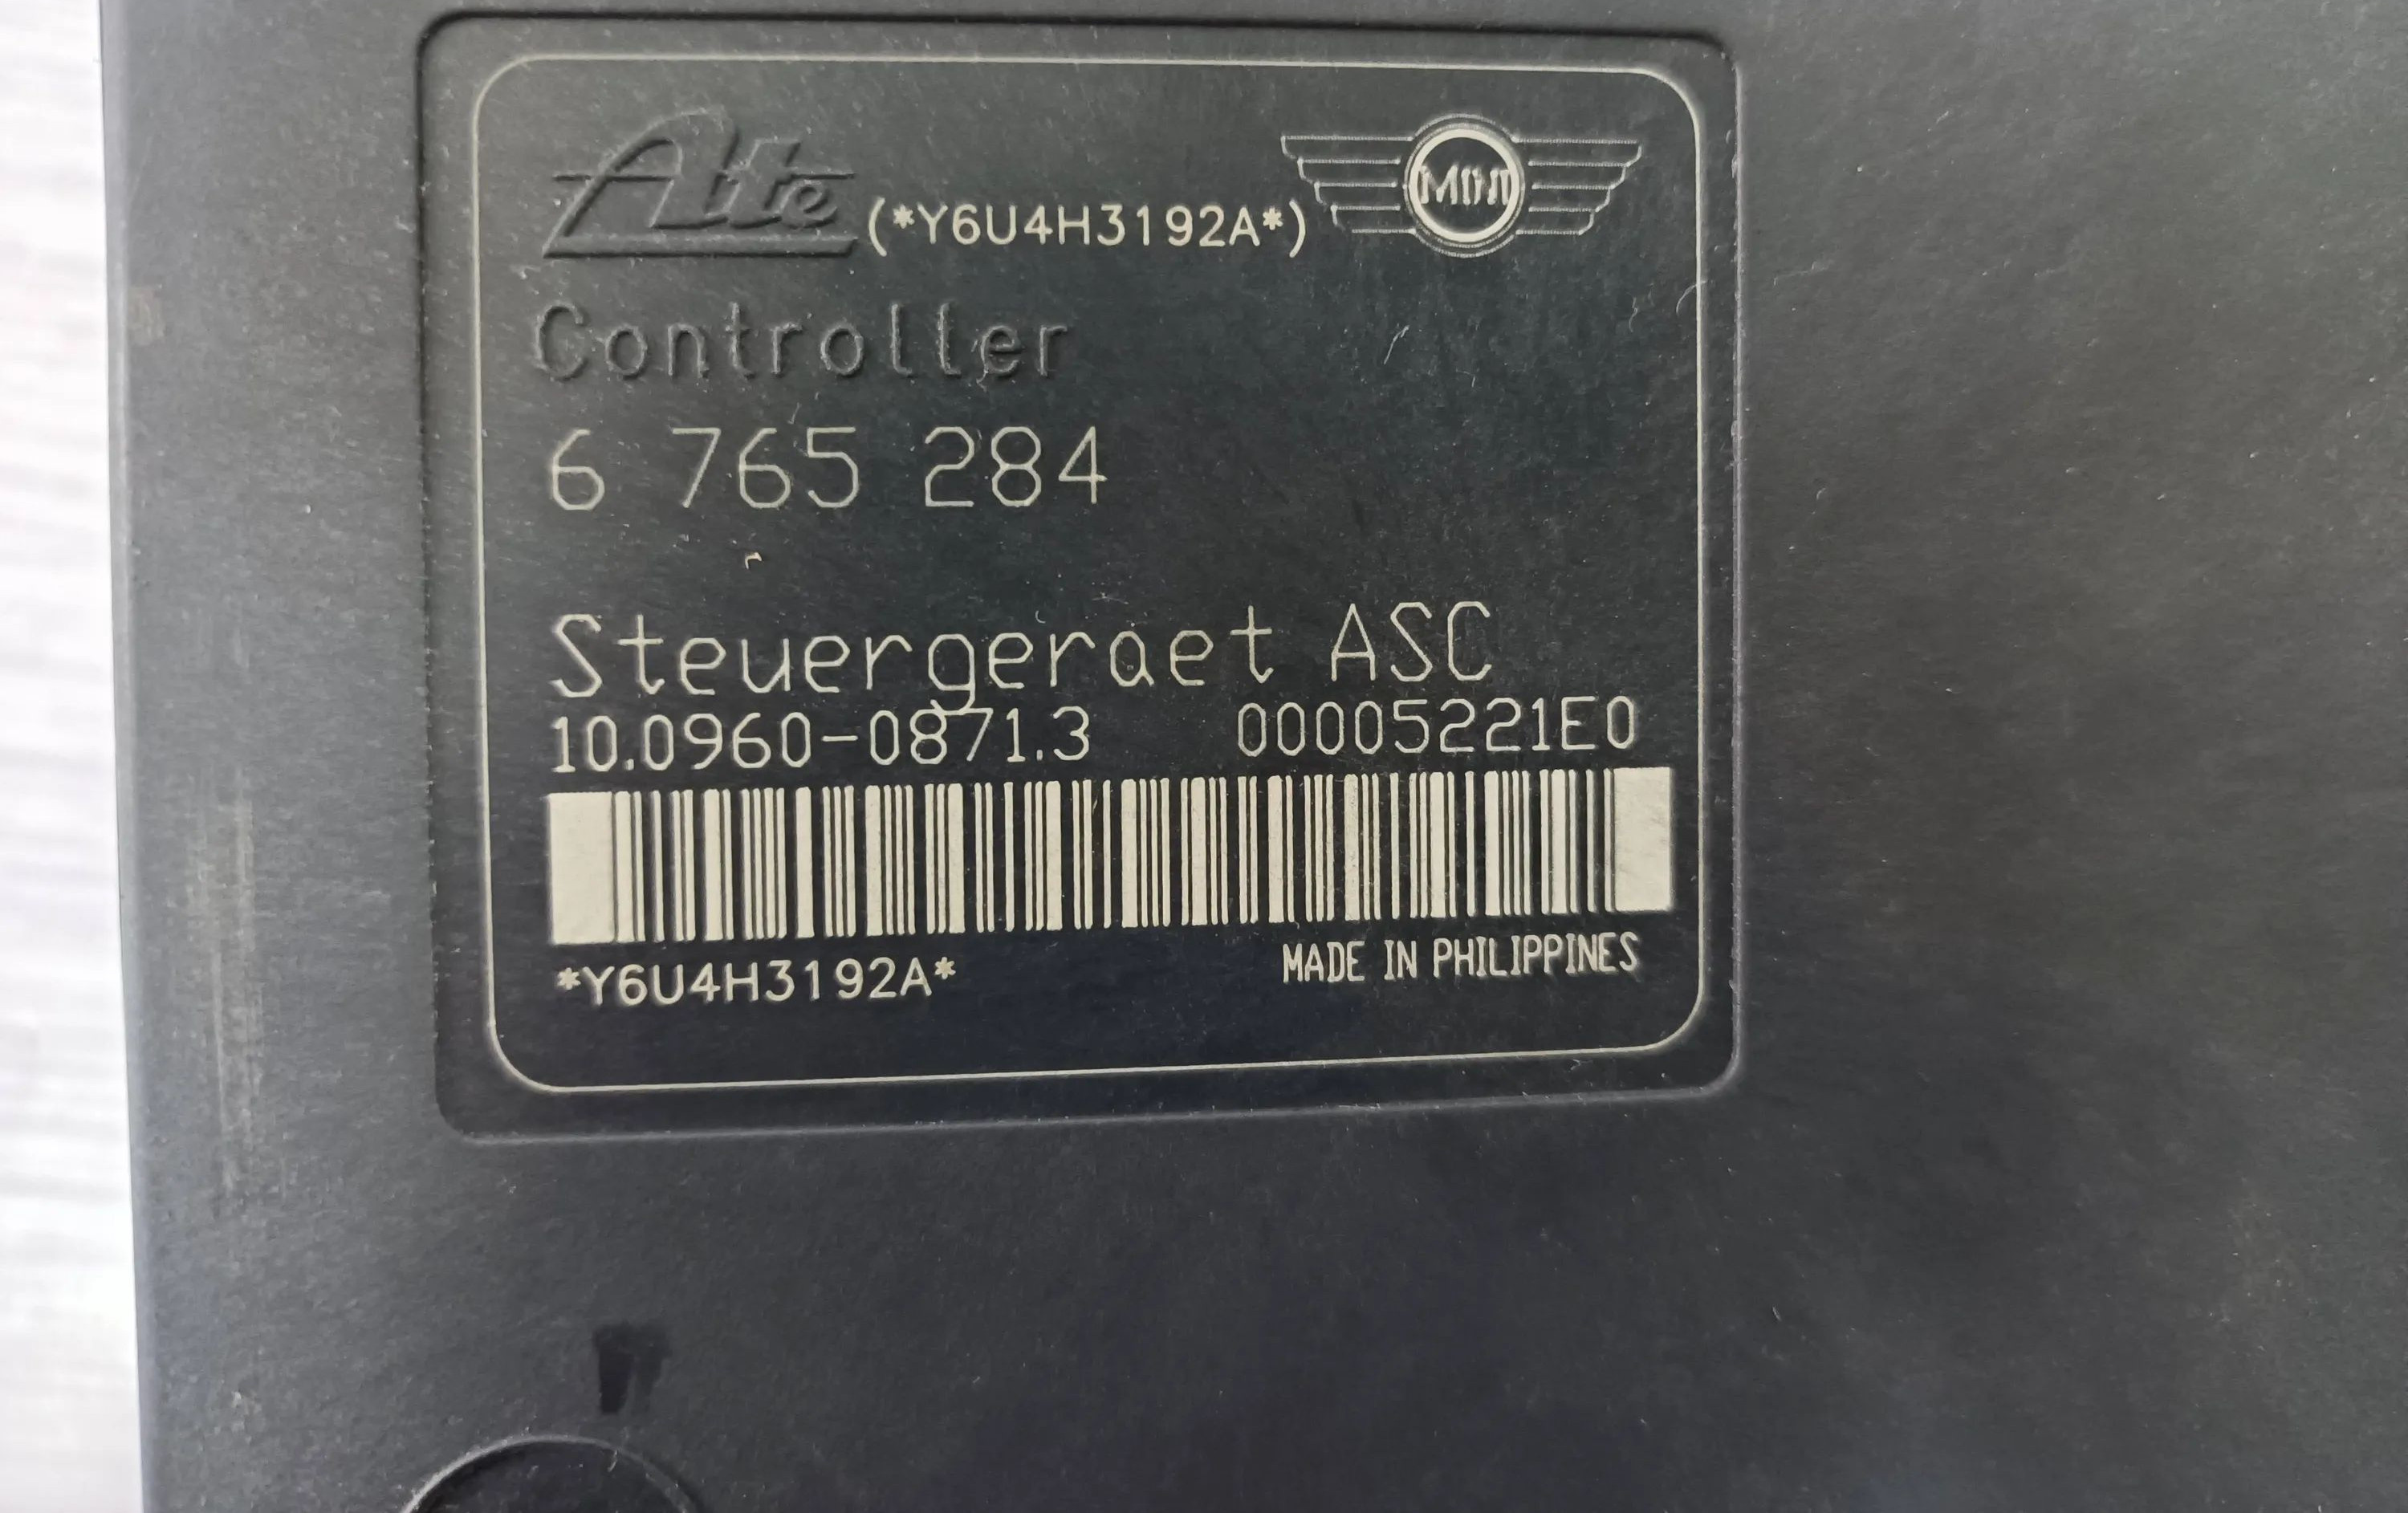 Ate (*Y6U4H3192A*) MINI
Controller
6 765 284
Steuergeraet ASC
10.0960-0871.3 00005221E0
*Y6U4H3192A* MADE IN PHILIPPINES